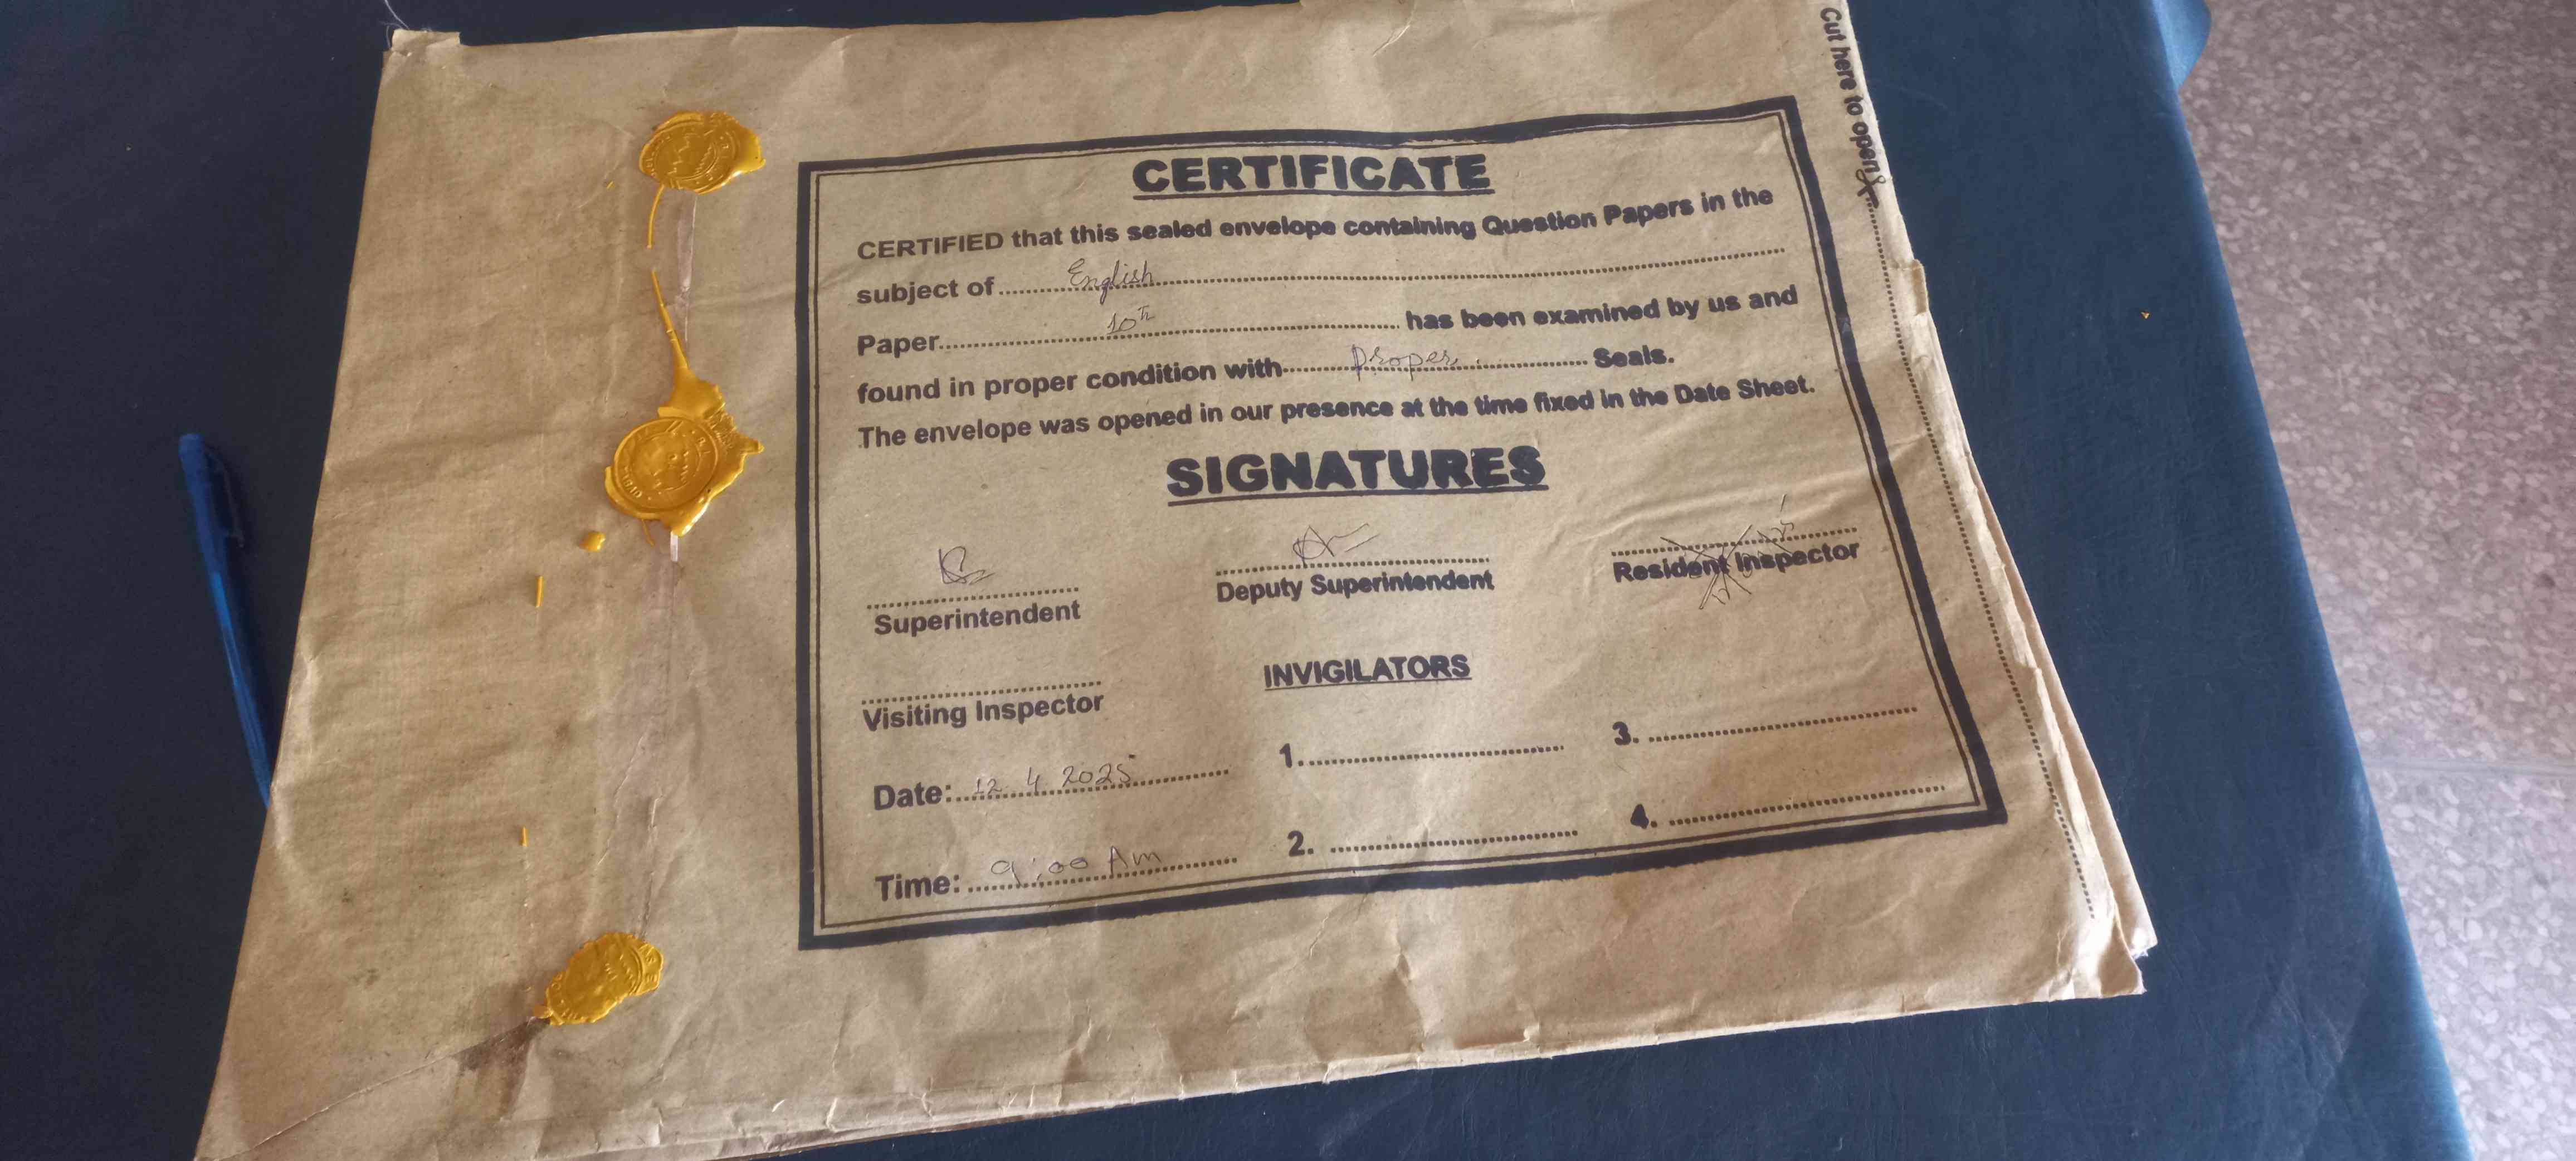 Cut here to open
CERTIFICATE
CERTIFIED that this sealed envelope containing Question Papers in the
subject of English
Paper 10th has been examined by us and
found in proper condition with Proper Seals.
The envelope was opened in our presence at the time fixed in the Date Sheet.
SIGNATURES
Superintendent
Deputy Superintendent
Resident Inspector
Visiting Inspector
INVIGILATORS
Date: 12 4 2025
1.
3.
Time: 9:00 Am
2.
4.